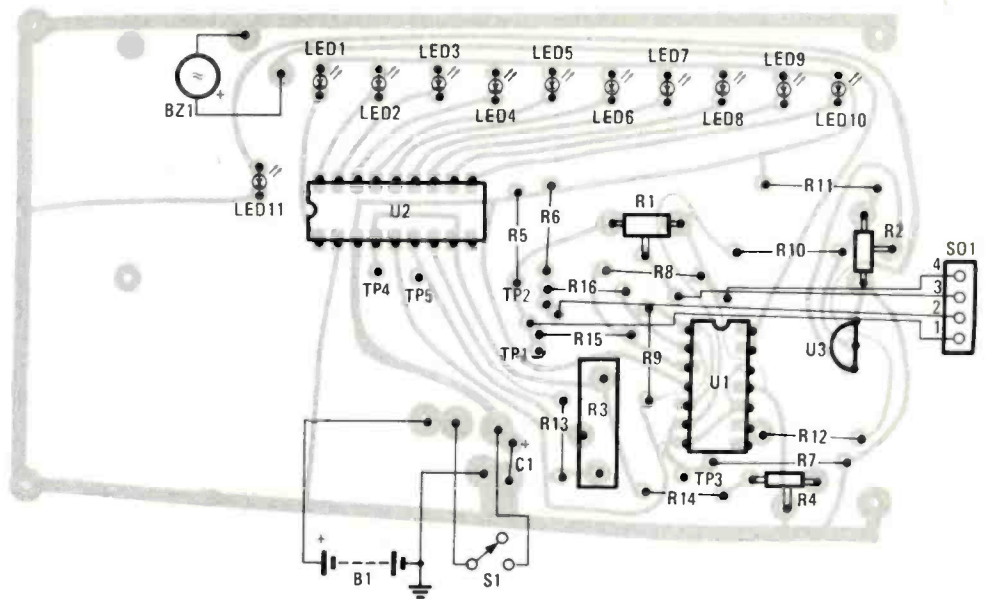 LED1 LED3 LED5 LED7 LED9
BZ1 +
LED2 LED4 LED6 LED8 LED10
LED11
U2
R5
R6
R1
R11
R2
R10
SO1
R8
4
TP4 TP5
TP2
R16
3
2
R15
1
TP1
R9
U1
U3
R13
R3
+
C1
R12
R7
TP3
R14
R4
+
B1
S1